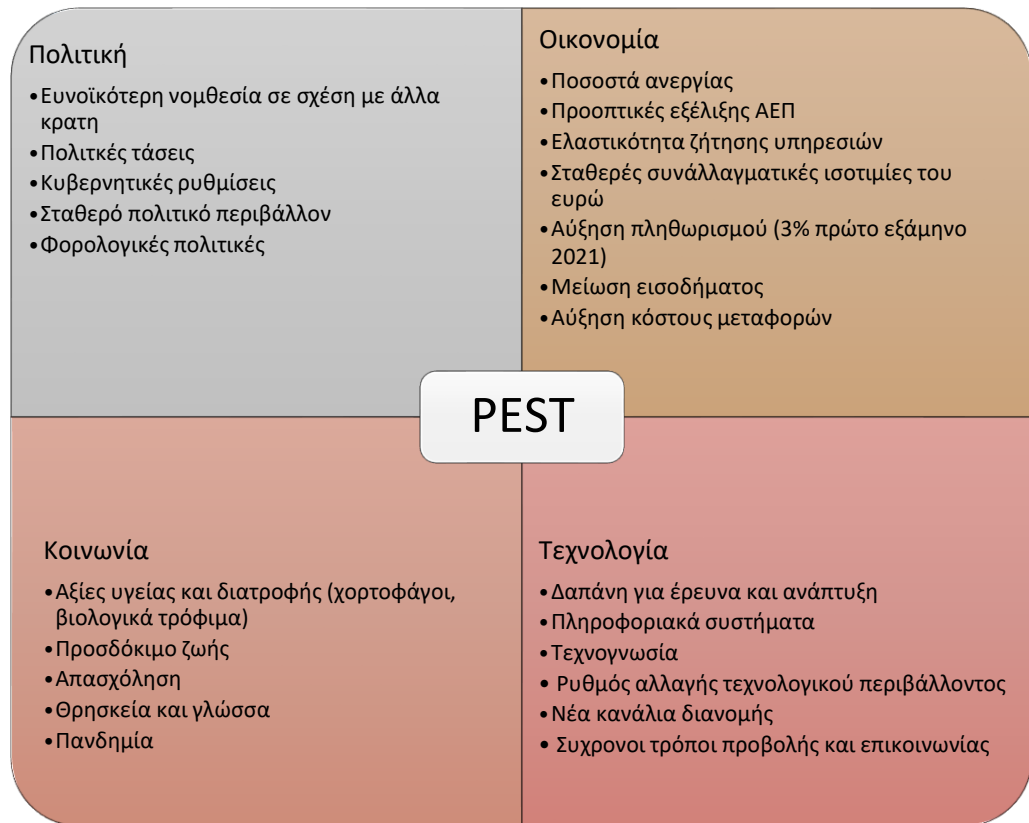 Πολιτική
•Ευνοϊκότερη νομθεσία σε σχέση με άλλα
κρατη
•Πολιτκές τάσεις
•Κυβερνητικές ρυθμίσεις
•Σταθερό πολιτικό περιβάλλον
•Φορολογικές πολιτικές
Οικονομία
•Ποσοστά ανεργίας
•Προοπτικές εξέλιξης ΑΕΠ
•Ελαστικότητα ζήτησης υπηρεσιών
•Σταθερές συνάλλαγματικές ισοτιμίες του
ευρώ
•Αύξηση πληθωρισμού (3% πρώτο εξάμηνο
2021)
•Μείωση εισοδήματος
•Αύξηση κόστους μεταφορών
PEST
Κοινωνία
•Αξίες υγείας και διατροφής (χορτοφάγοι,
βιολογικά τρόφιμα)
•Προσδόκιμο ζωής
•Απασχόληση
•Θρησκεία και γλώσσα
•Πανδημία
Τεχνολογία
•Δαπάνη για έρευνα και ανάπτυξη
•Πληροφοριακά συστήματα
•Τεχνογνωσία
• Ρυθμός αλλαγής τεχνολογικού περιβάλλοντος
•Νέα κανάλια διανομής
• Συχρονοι τρόποι προβολής και επικοινωνίας